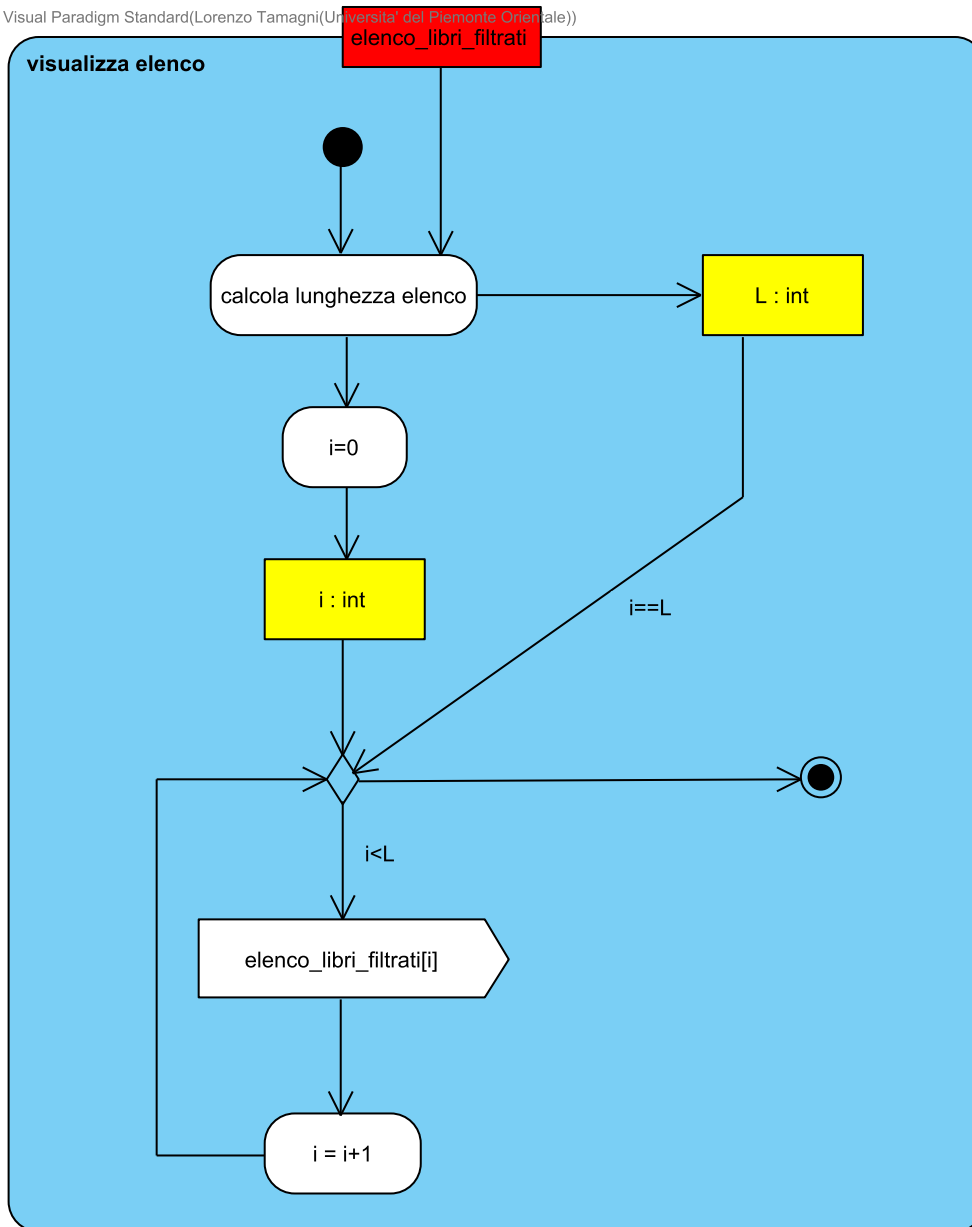 Visual Paradigm Standard(Lorenzo Tamagni(Universita' del Piemonte Orientale))
elenco_libri_filtrati
visualizza elenco
calcola lunghezza elenco
L : int
i=0
i : int
i==L
i<L
elenco_libri_filtrati[i]
i = i+1